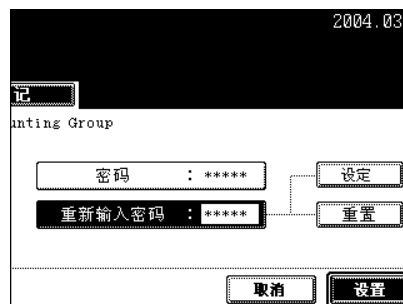 2004.03
记
unting Group
密码 : ***** 设定
重新输入密码 : ***** 重置
取消 设置